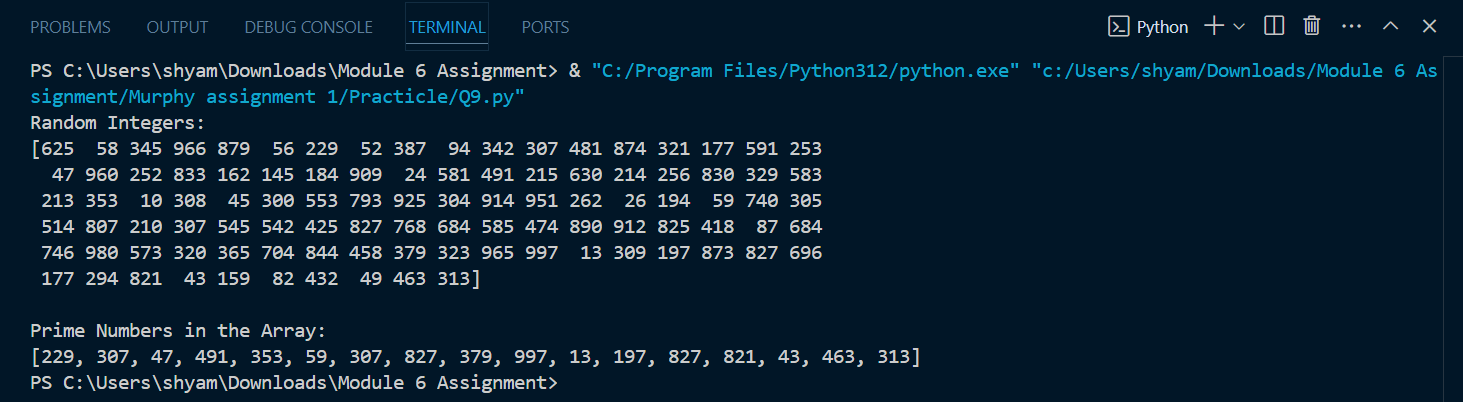 PROBLEMS OUTPUT DEBUG CONSOLE TERMINAL PORTS Python
PS C:\Users\shyam\Downloads\Module 6 Assignment> & "C:/Program Files/Python312/python.exe" "c:/Users/shyam/Downloads/Module 6 As
signment/Murphy assignment 1/Practicle/Q9.py"
Random Integers:
[625  58 345 966 879  56 229  52 387  94 342 307 481 874 321 177 591 253
  47 960 252 833 162 145 184 909  24 581 491 215 630 214 256 830 329 583
 213 353  10 308  45 300 553 793 925 304 914 951 262  26 194  59 740 305
 514 807 210 307 545 542 425 827 768 684 585 474 890 912 825 418  87 684
 746 980 573 320 365 704 844 458 379 323 965 997  13 309 197 873 827 696
 177 294 821  43 159  82 432  49 463 313]
Prime Numbers in the Array:
[229, 307, 47, 491, 353, 59, 307, 827, 379, 997, 13, 197, 827, 821, 43, 463, 313]
PS C:\Users\shyam\Downloads\Module 6 Assignment>